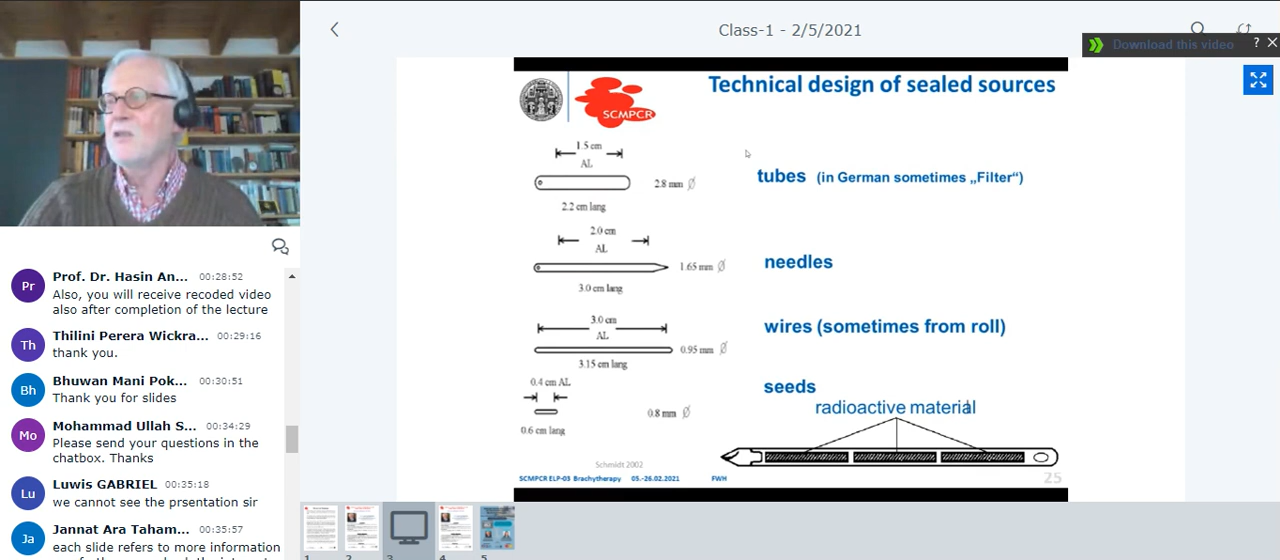 Class-1 - 2/5/2021
Download this video
?
Technical design of sealed sources
SCMPCR
1.5 cm
AL
2.8 mm Ø
2.2 cm lang
tubes (in German sometimes „Filter“)
2.0 cm
AL
1.65 mm Ø
3.0 cm lang
needles
3.0 cm
AL
0.95 mm Ø
3.15 cm lang
wires (sometimes from roll)
0.4 cm AL
0.8 mm Ø
0.6 cm lang
seeds
radioactive material
Schmidt 2002
SCMPCR ELP-03 Brachytherapy 05.-26.02.2021 FWH
25
Pr
Prof. Dr. Hasin An... 00:28:52
Also, you will receive recoded video
also after completion of the lecture
Th
Thilini Perera Wickra... 00:29:16
thank you.
Bh
Bhuwan Mani Pok... 00:30:51
Thank you for slides
Mo
Mohammad Ullah S... 00:34:29
Please send your questions in the
chatbox. Thanks
Lu
Luwis GABRIEL 00:35:18
we cannot see the prsentation sir
Ja
Jannat Ara Taham... 00:35:57
each slide refers to more information
1
2
3
4
5